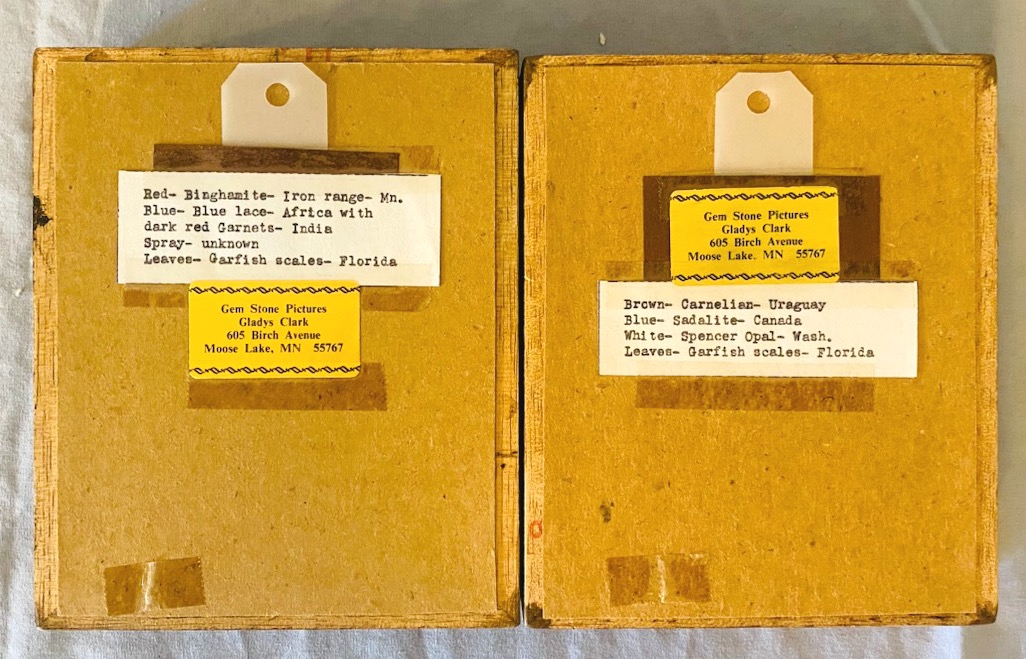 Red- Binghamite- Iron range- Mn.
Blue- Blue lace- Africa with
dark red Garnets- India
Spray- unknown
Leaves- Garfish scales- Florida
Gem Stone Pictures
Gladys Clark
605 Birch Avenue
Moose Lake, MN 55767
Gem Stone Pictures
Gladys Clark
605 Birch Avenue
Moose Lake. MN 55767
Brown- Carnelian- Uraguay
Blue- Sadalite- Canada
White- Spencer Opal- Wash.
Leaves- Garfish scales- Florida